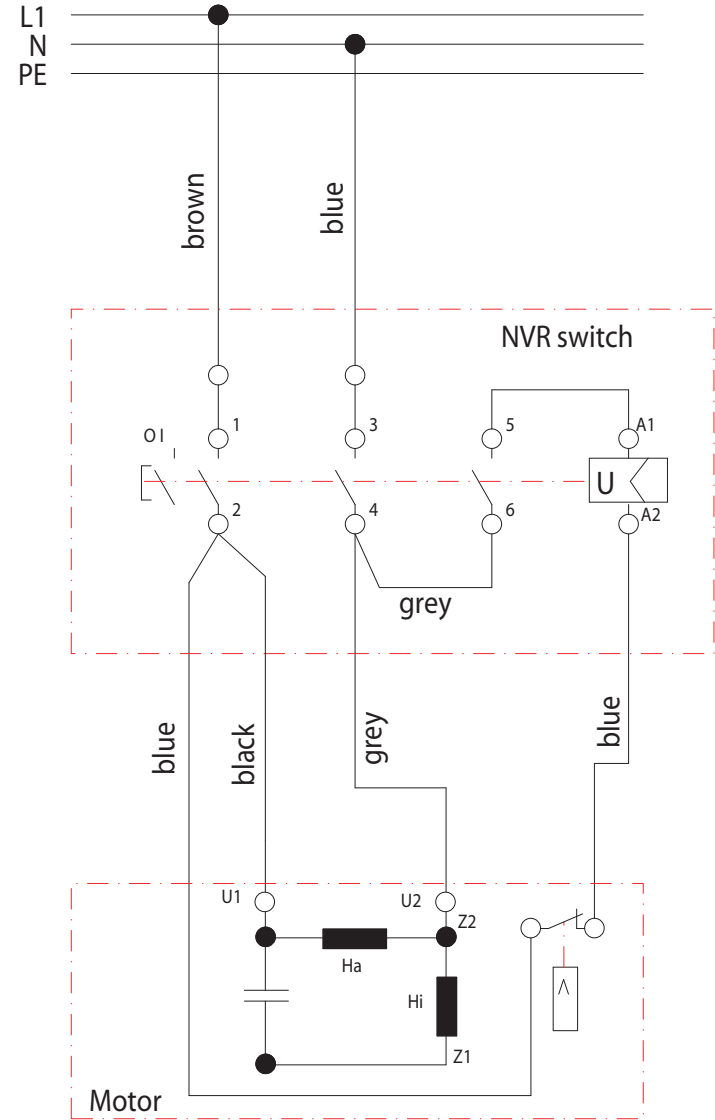 L1
N
PE
brown
blue
NVR switch
O I
1
3
5
A1
U
2
4
6
A2
grey
blue
black
grey
blue
U1
U2
Z2
Ha
Hi
Z1
Motor